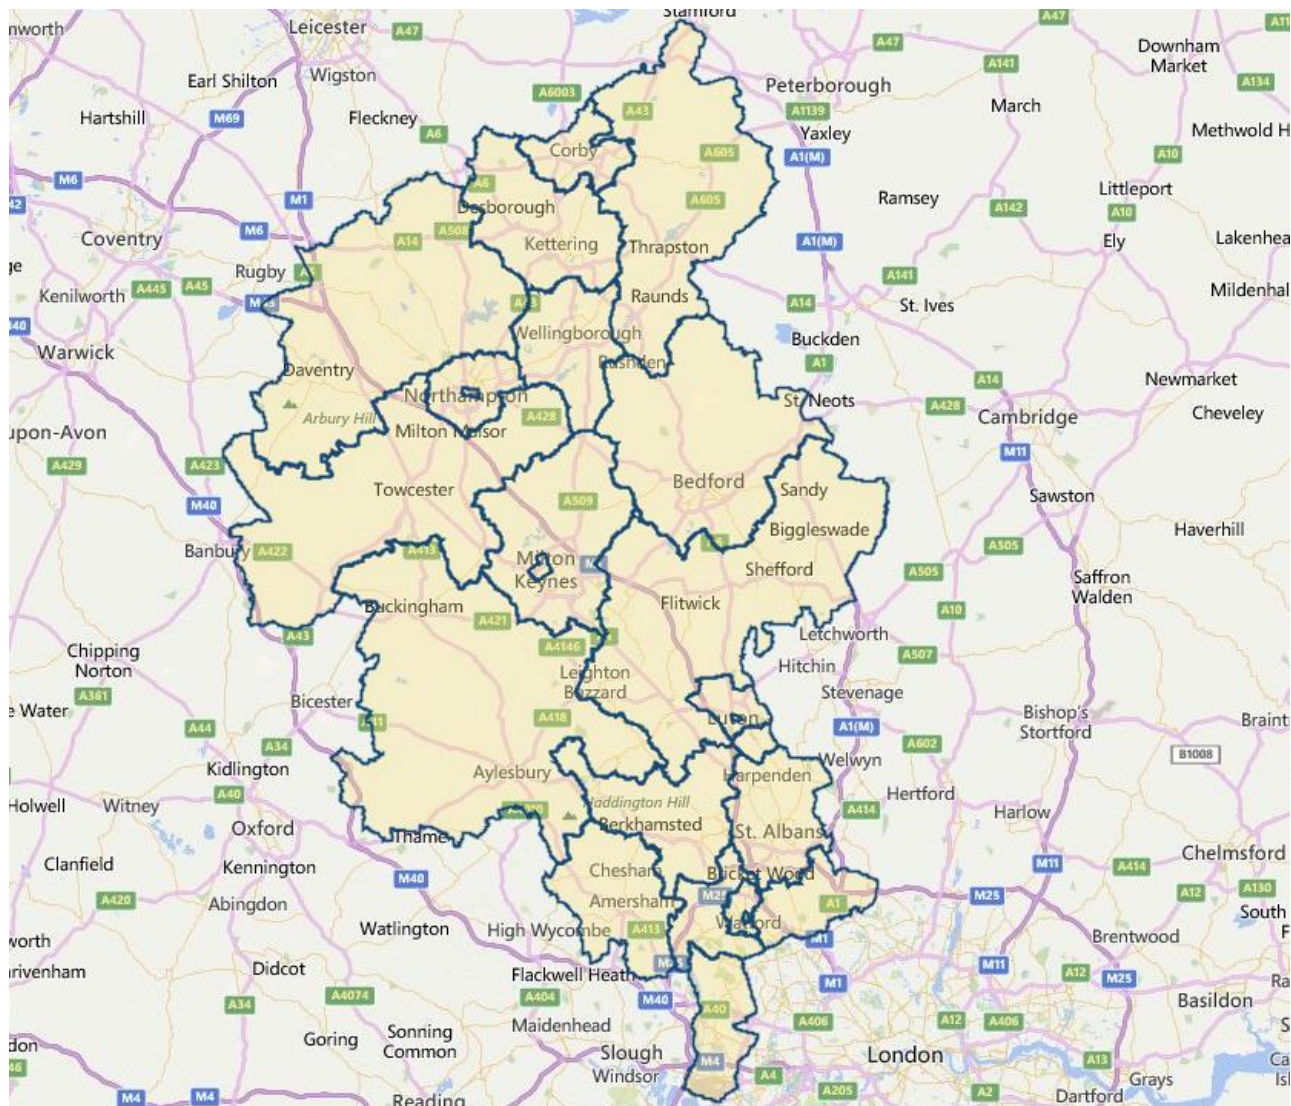 Stamford
Leicester
A47
A47
A47
nworth
Wigston
Downham
Market
A141
Earl Shilton
A6003
Peterborough
A134
Hartshill
M69
Fleckney
A6
A43
A1139
March
Yaxley
Methwold H
Corby
A605
A1(M)
A10
M6
A6
Littleport
M1
Desborough
A605
Ramsey
A142
A10
42
Coventry
M6
A14
A508
Kettering
Thrapston
A1(M)
Ely
Lakenhea
ge
Rugby
A141
Kenilworth
A445
A45
Raunds
A14
St. Ives
Mildenhal
M40
Wellingborough
Buckden
Warwick
Rushden
A1
Daventry
A14
Newmarket
Northampton
St. Neots
A428
Cheveley
Arbury Hill
A428
Cambridge
upon-Avon
Milton Malsor
M11
A429
A423
Towcester
Bedford
Sandy
Sawston
M40
A509
Biggleswade
Haverhill
Banbury
A422
A413
Milton
Keynes
Shefford
A505
A505
Saffron
Walden
Buckingham
Flitwick
A10
A421
A43
Letchworth
Chipping
Norton
A4146
A507
Leighton
Buzzard
Hitchin
A361
Bicester
Stevenage
e Water
A418
Luton
A1(M)
Bishop's
Stortford
Braint
A44
A34
A602
B1008
Kidlington
Aylesbury
Harpenden
Welwyn
Holwell
Witney
A40
Haddington Hill
A414
Hertford
Harlow
Oxford
Thame
Berkhamsted
St. Albans
Chelmsford
Clanfield
Kennington
Chesham
Bricket Wood
M11
A414
A420
Abingdon
M40
Amersham
M25
A1
M25
A12
A130
Watlington
High Wycombe
A413
Watford
M1
Brentwood
South
worth
arivenham
Didcot
Flackwell Heath
M11
A12
M25
A34
A4074
A404
M40
M1
Basildon
Goring
Sonning
Common
Maidenhead
A40
A406
A12
A406
don
Slough
Windsor
M4
London
A13
M4
M4
Reading
A4
A205
A2
Dartford
Grays